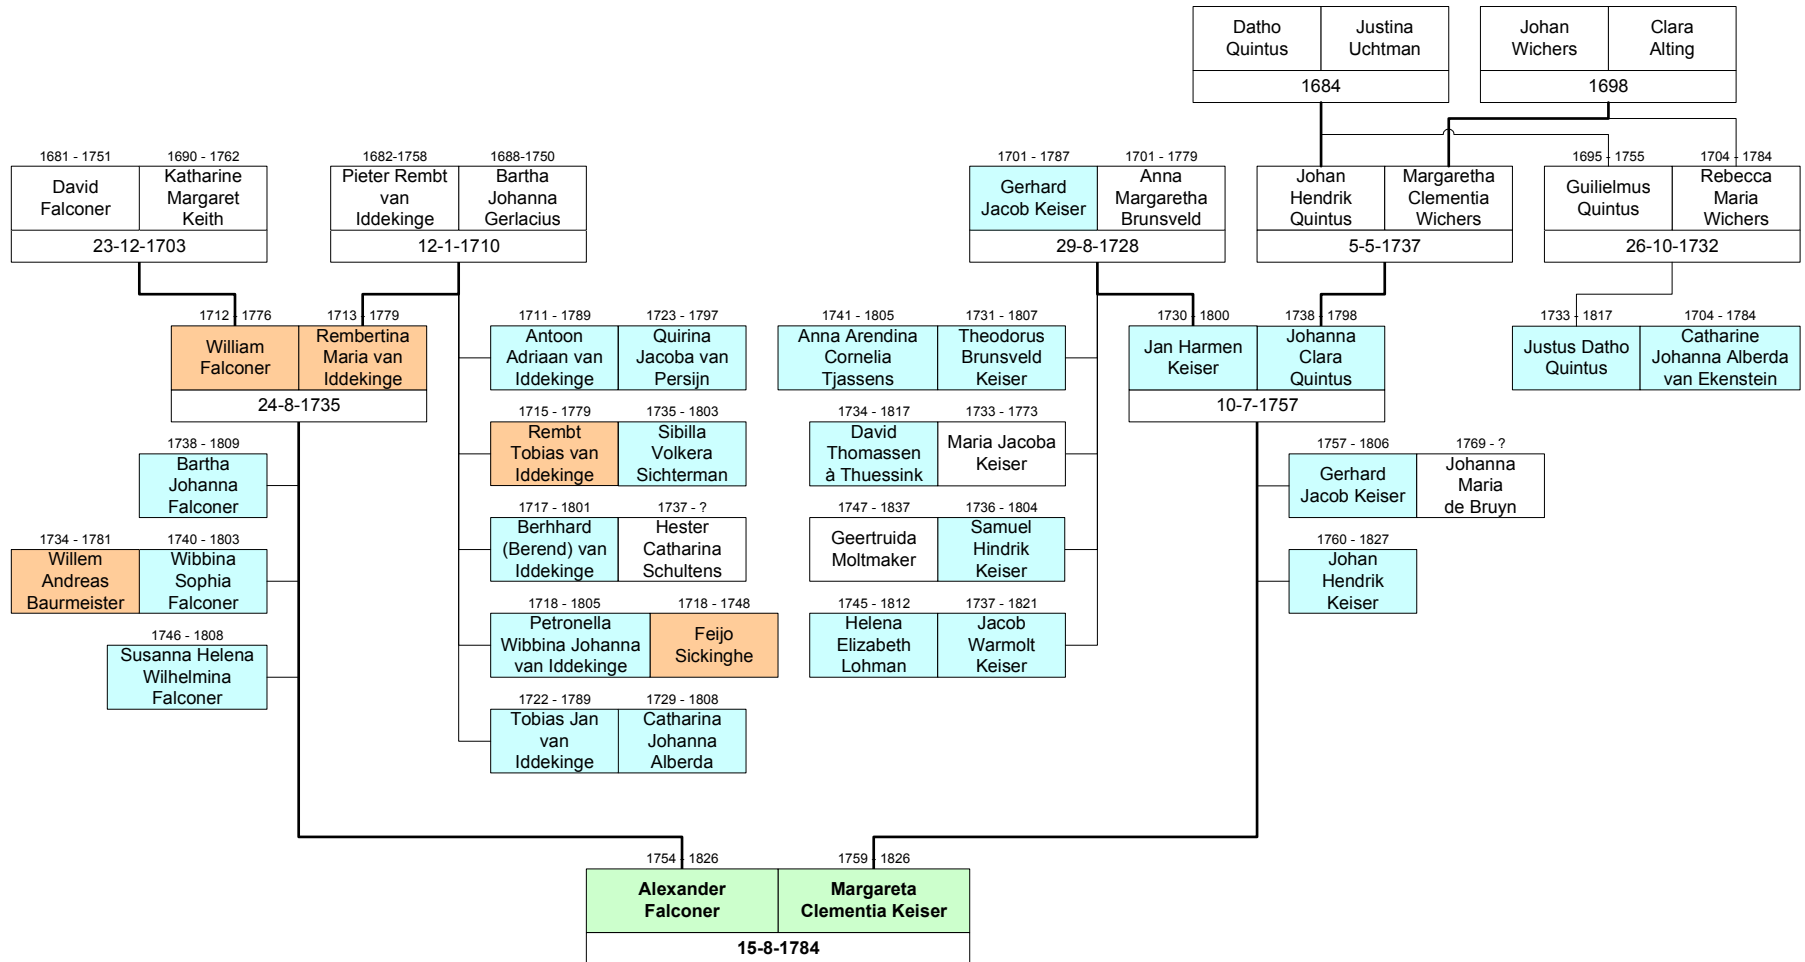 Datho
Quintus
Justina
Uchtman
1684
Johan
Wichers
Clara
Alting
1698
1681 - 1751
David
Falconer
1690 - 1762
Katharine
Margaret
Keith
23-12-1703
1682-1758
Pieter Rembt
van
Iddekinge
1688-1750
Bartha
Johanna
Gerlacius
12-1-1710
1701 - 1787
Gerhard
Jacob Keiser
1701 - 1779
Anna
Margaretha
Brunsveld
29-8-1728
Johan
Hendrik
Quintus
Margaretha
Clementia
Wichers
5-5-1737
1695 - 1755
Guilielmus
Quintus
1704 - 1784
Rebecca
Maria
Wichers
26-10-1732
1712 - 1776
William
Falconer
1713 - 1779
Rembertina
Maria van
Iddekinge
24-8-1735
1711 - 1789
Antoon
Adriaan van
Iddekinge
1723 - 1797
Quirina
Jacoba van
Persijn
1741 - 1805
Anna Arendina
Cornelia
Tjassens
1731 - 1807
Theodorus
Brunsveld
Keiser
1730 - 1800
Jan Harmen
Keiser
1738 - 1798
Johanna
Clara
Quintus
10-7-1757
1733 - 1817
Justus Datho
Quintus
1704 - 1784
Catharine
Johanna Alberda
van Ekenstein
1715 - 1779
Rembt
Tobias van
Iddekinge
1735 - 1803
Sibilla
Volkera
Sichterman
1734 - 1817
David
Thomassen
à Thuessink
1733 - 1773
Maria Jacoba
Keiser
1738 - 1809
Bartha
Johanna
Falconer
1757 - 1806
Gerhard
Jacob Keiser
1769 - ?
Johanna
Maria
de Bruyn
1717 - 1801
Berhhard
(Berend) van
Iddekinge
1737 - ?
Hester
Catharina
Schultens
1747 - 1837
Geertruida
Moltmaker
1736 - 1804
Samuel
Hindrik
Keiser
1734 - 1781
Willem
Andreas
Baurmeister
1740 - 1803
Wibbina
Sophia
Falconer
1760 - 1827
Johan
Hendrik
Keiser
1718 - 1805
Petronella
Wibbina Johanna
van Iddekinge
1718 - 1748
Feijo
Sickinghe
1745 - 1812
Helena
Elizabeth
Lohman
1737 - 1821
Jacob
Warmolt
Keiser
1746 - 1808
Susanna Helena
Wilhelmina
Falconer
1722 - 1789
Tobias Jan
van
Iddekinge
1729 - 1808
Catharina
Johanna
Alberda
1754 - 1826
Alexander
Falconer
1759 - 1826
Margareta
Clementia Keiser
15-8-1784